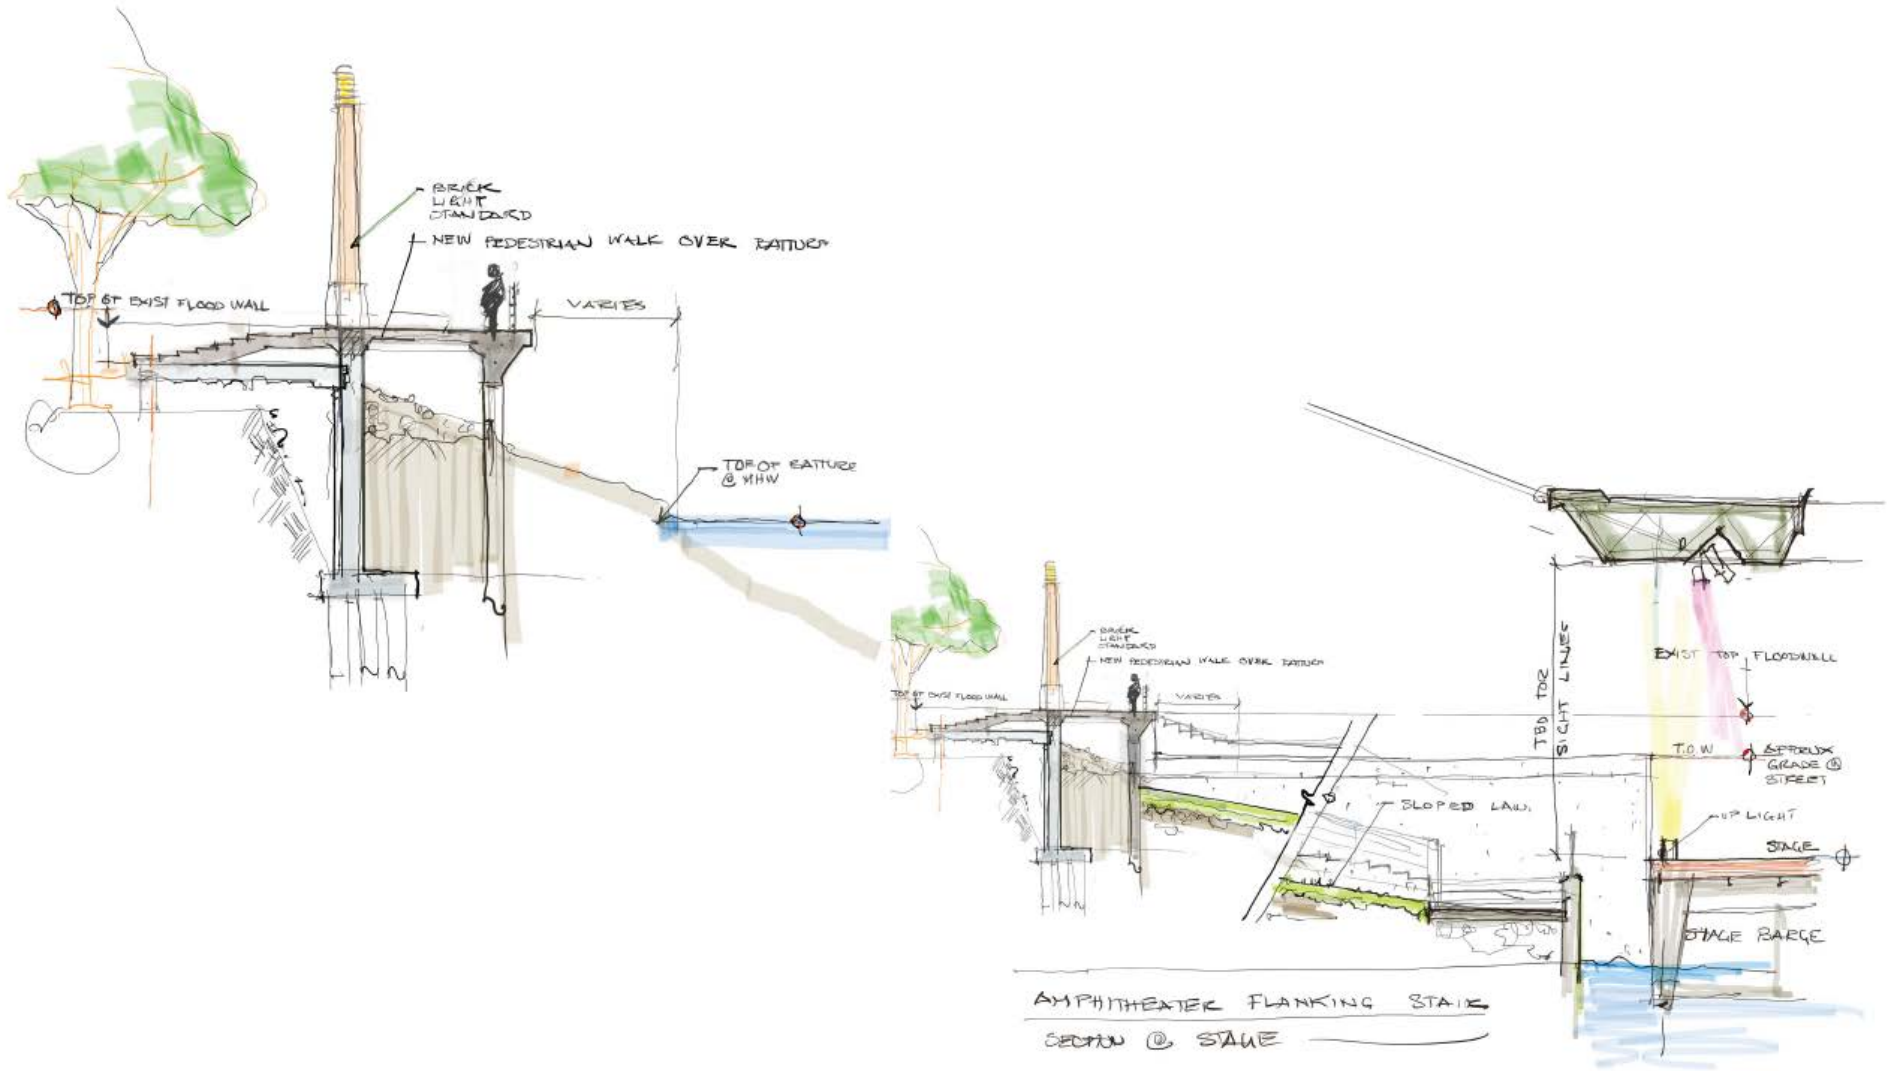 BRICK
LIGHT
STANDARD
NEW PEDESTRIAN WALK OVER BATTURE
TOP OF EXIST FLOOD WALL
VARIES
TOP OF BATTURE
@ MHW
BRICK
LIGHT
STANDARD
NEW PEDESTRIAN WALK OVER BATTURE
TOP OF EXIST FLOOD WALL
VARIES
TBD FOR
SIGHT LINES
EXIST TOP FLOODWALL
T.O.W
APPROX
GRADE @
STREET
SLOPED LAWN
UP LIGHT
STAGE
STAGE BARGE
AMPHITHEATER FLANKING STAIR
SECTION @ STAGE